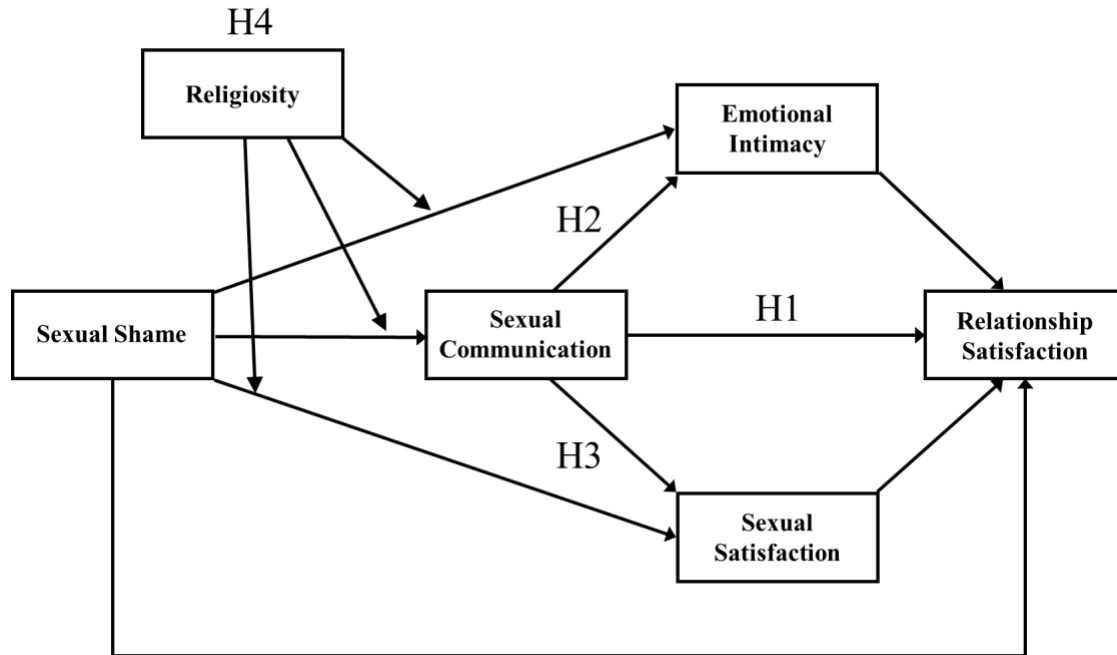 H4
Religiosity
Emotional
Intimacy
H2
Sexual Shame
Sexual
Communication
H1
Relationship
Satisfaction
H3
Sexual
Satisfaction